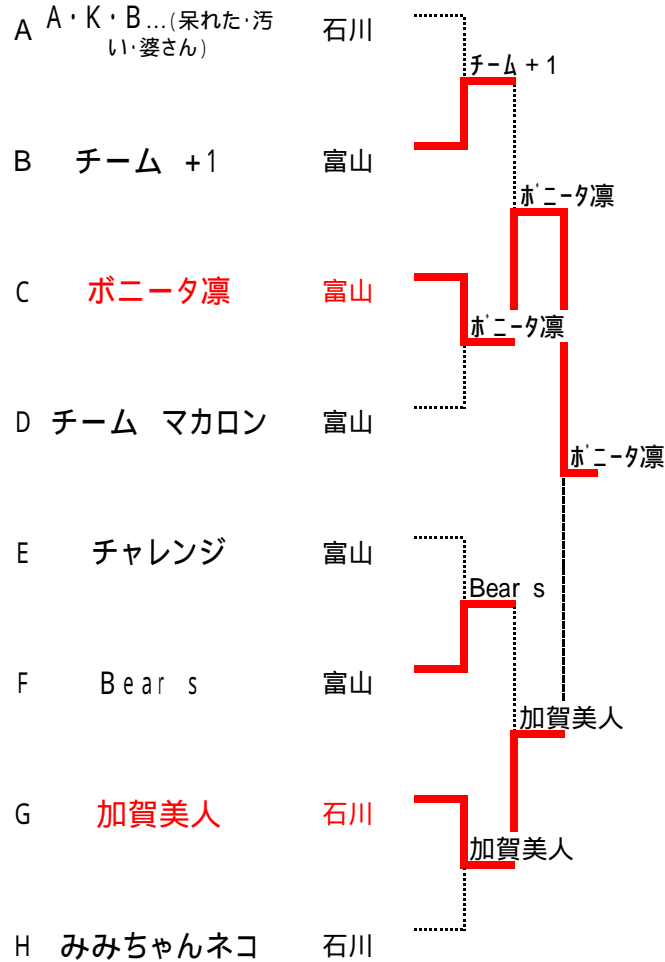 A A・K・B…(呆れた・汚い・婆さん) 石川
チーム + 1
B チーム +1 富山
ﾎﾞﾆｰﾀ凛
C ボニータ凛 富山
ﾎﾞﾆｰﾀ凛
D チーム マカロン 富山
ﾎﾞﾆｰﾀ凛
E チャレンジ 富山
Bear s
F Bear s 富山
加賀美人
G 加賀美人 石川
加賀美人
H みみちゃんネコ 石川